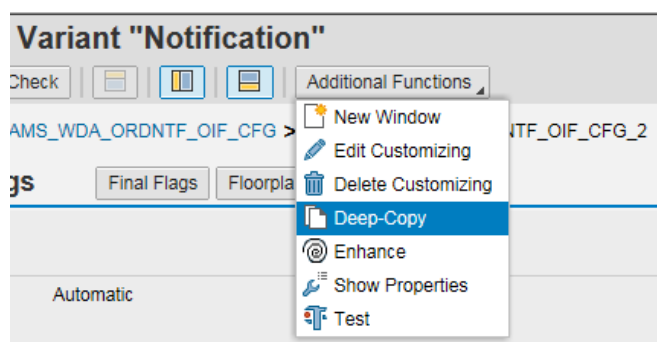 Variant "Notification"
Check Additional Functions
New Window
AMS_WDA_ORDNTF_OIF_CFG > NTF_OIF_CFG_2
Edit Customizing
gs Final Flags Floorpla
Delete Customizing
Deep-Copy
Enhance
Show Properties
Automatic
Test